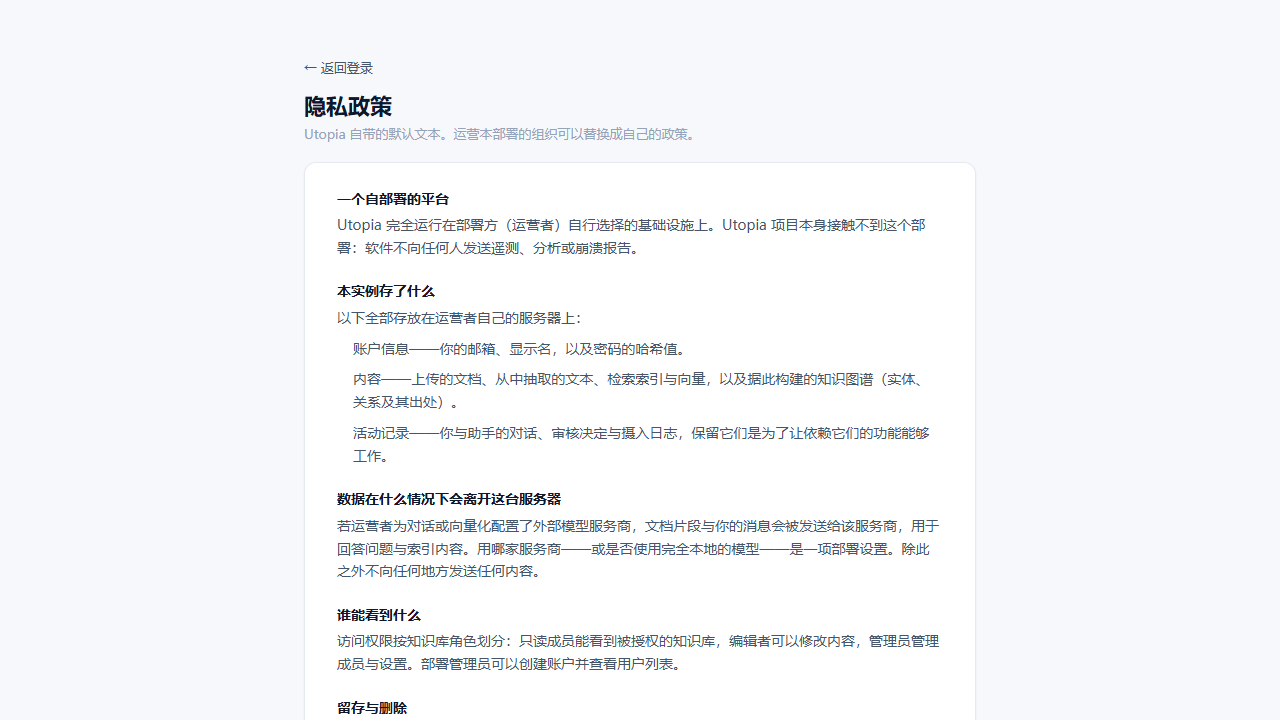 ← 返回登录
隐私政策
Utopia 自带的默认文本。运营本部署的组织可以替换成自己的政策。
一个自部署的平台
Utopia 完全运行在部署方（运营者）自行选择的基础设施上。Utopia 项目本身接触不到这个部
署：软件不向任何人发送遥测、分析或崩溃报告。
本实例存了什么
以下全部存放在运营者自己的服务器上：
账户信息——你的邮箱、显示名，以及密码的哈希值。
内容——上传的文档、从中抽取的文本、检索索引与向量，以及据此构建的知识图谱（实体、
关系及其出处）。
活动记录——你与助手的对话、审核决定与摄入日志，保留它们是为了让依赖它们的功能能够
工作。
数据在什么情况下会离开这台服务器
若运营者为对话或向量化配置了外部模型服务商，文档片段与你的消息会被发送给该服务商，用于
回答问题与索引内容。用哪家服务商——或是否使用完全本地的模型——是一项部署设置。除此
之外不向任何地方发送任何内容。
谁能看到什么
访问权限按知识库角色划分：只读成员能看到被授权的知识库，编辑者可以修改内容，管理员管理
成员与设置。部署管理员可以创建账户并查看用户列表。
留存与删除